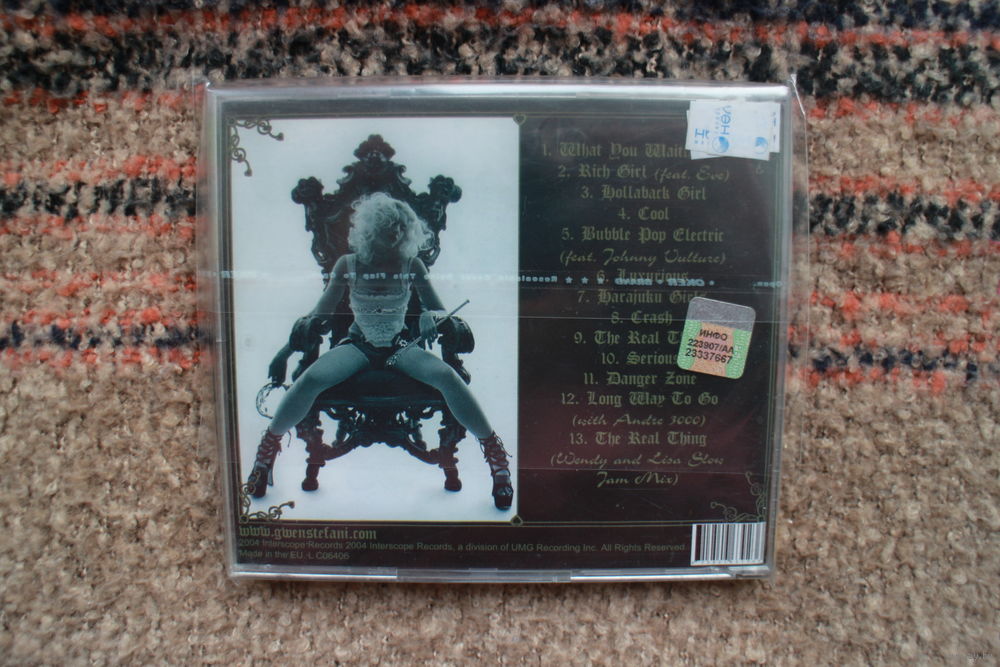 1. What You Wait
2. Rich Girl (feat. Eve)
3. Hollaback Girl
4. Cool
5. Bubble Pop Electric
(feat. Johnny Vulture)
6. Luxurious
7. Harajuku Gi
8. Crash
9. The Real T
10. Serious
11. Danger Zone
12. Long Way To Go
(with Andre 3000)
13. The Real Thing
(Wendy and Lisa Slow
Jam Mix)
ИНФО
223907/AA
23337667
www.gwenstefani.com
2004 Interscope Records 2004 Interscope Records, a division of UMG Recording Inc. All Rights Reserved.
Made in the EU. L C06406